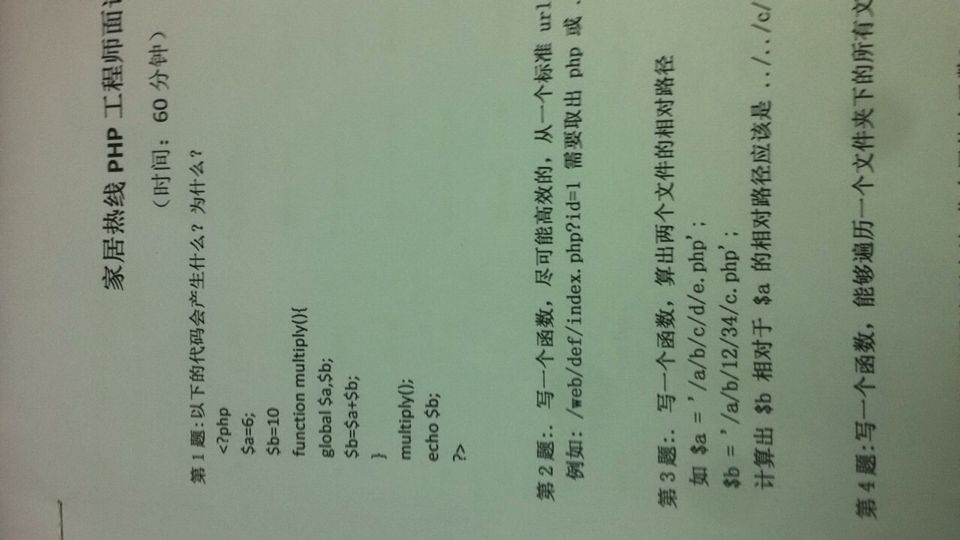 家居热线 PHP 工程师面
（时间：60 分钟）
第 1 题：以下的代码会产生什么？为什么？
<?php
$a=6;
$b=10
function multiply(){
global $a,$b;
$b=$a+$b;
}
multiply();
echo $b;
?>
第 2 题：. 写一个函数，尽可能高效的，从一个标准 url
例如: /web/def/index.php?id=1 需要取出 php 或 .
第 3 题：. 写一个函数，算出两个文件的相对路径
如 $a = '/a/b/c/d/e.php';
$b = '/a/b/12/34/c.php';
计算出 $b 相对于 $a 的相对路径应该是 ../../c/
第 4 题:写一个函数，能够遍历一个文件夹下的所有文